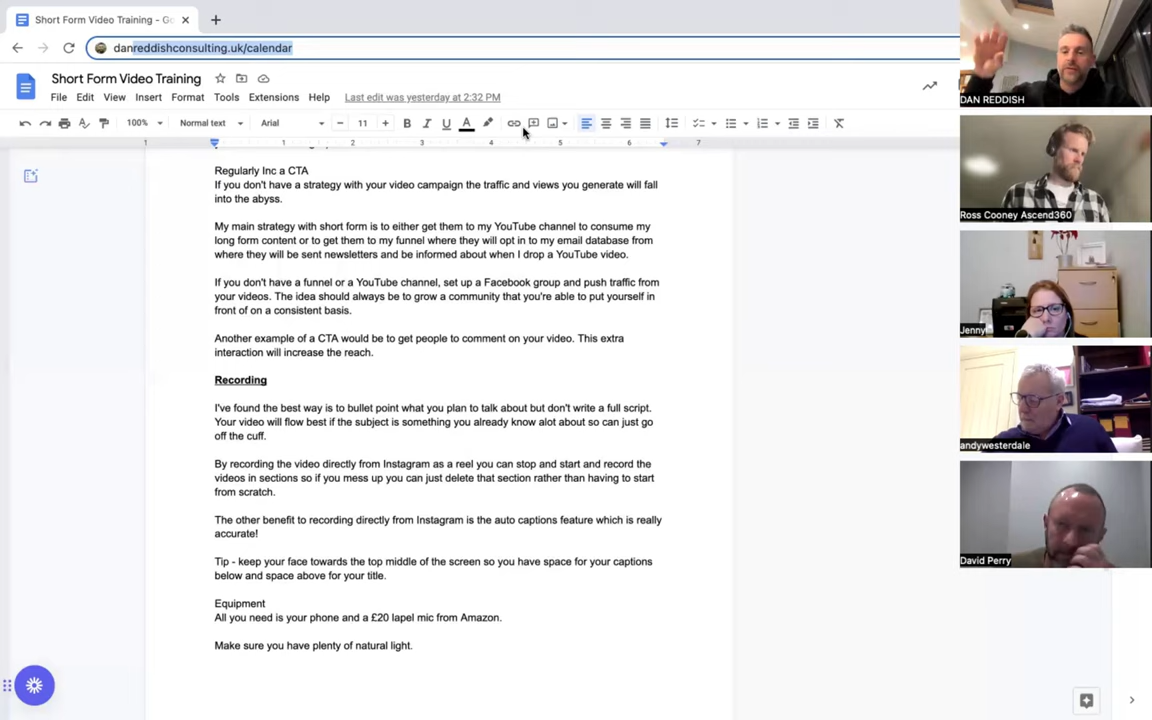 Short Form Video Training - Go
danreddishconsulting.uk/calendar
Short Form Video Training
File Edit View Insert Format Tools Extensions Help Last edit was yesterday at 2:32 PM
100% Normal text Arial 11
1 1 2 3 4 5 6 7
Regularly Inc a CTA
If you don't have a strategy with your video campaign the traffic and views you generate will fall
into the abyss.
My main strategy with short form is to either get them to my YouTube channel to consume my
long form content or to get them to my funnel where they will opt in to my email database from
where they will be sent newsletters and be informed about when I drop a YouTube video.
If you don't have a funnel or a YouTube channel, set up a Facebook group and push traffic from
your videos. The idea should always be to grow a community that you're able to put yourself in
front of on a consistent basis.
Another example of a CTA would be to get people to comment on your video. This extra
interaction will increase the reach.
Recording
I've found the best way is to bullet point what you plan to talk about but don't write a full script.
Your video will flow best if the subject is something you already know alot about so can just go
off the cuff.
By recording the video directly from Instagram as a reel you can stop and start and record the
videos in sections so if you mess up you can just delete that section rather than having to start
from scratch.
The other benefit to recording directly from Instagram is the auto captions feature which is really
accurate!
Tip - keep your face towards the top middle of the screen so you have space for your captions
below and space above for your title.
Equipment
All you need is your phone and a £20 lapel mic from Amazon.
Make sure you have plenty of natural light.
DAN REDDISH
Ross Cooney Ascend360
Jenny
andywesterdale
David Perry